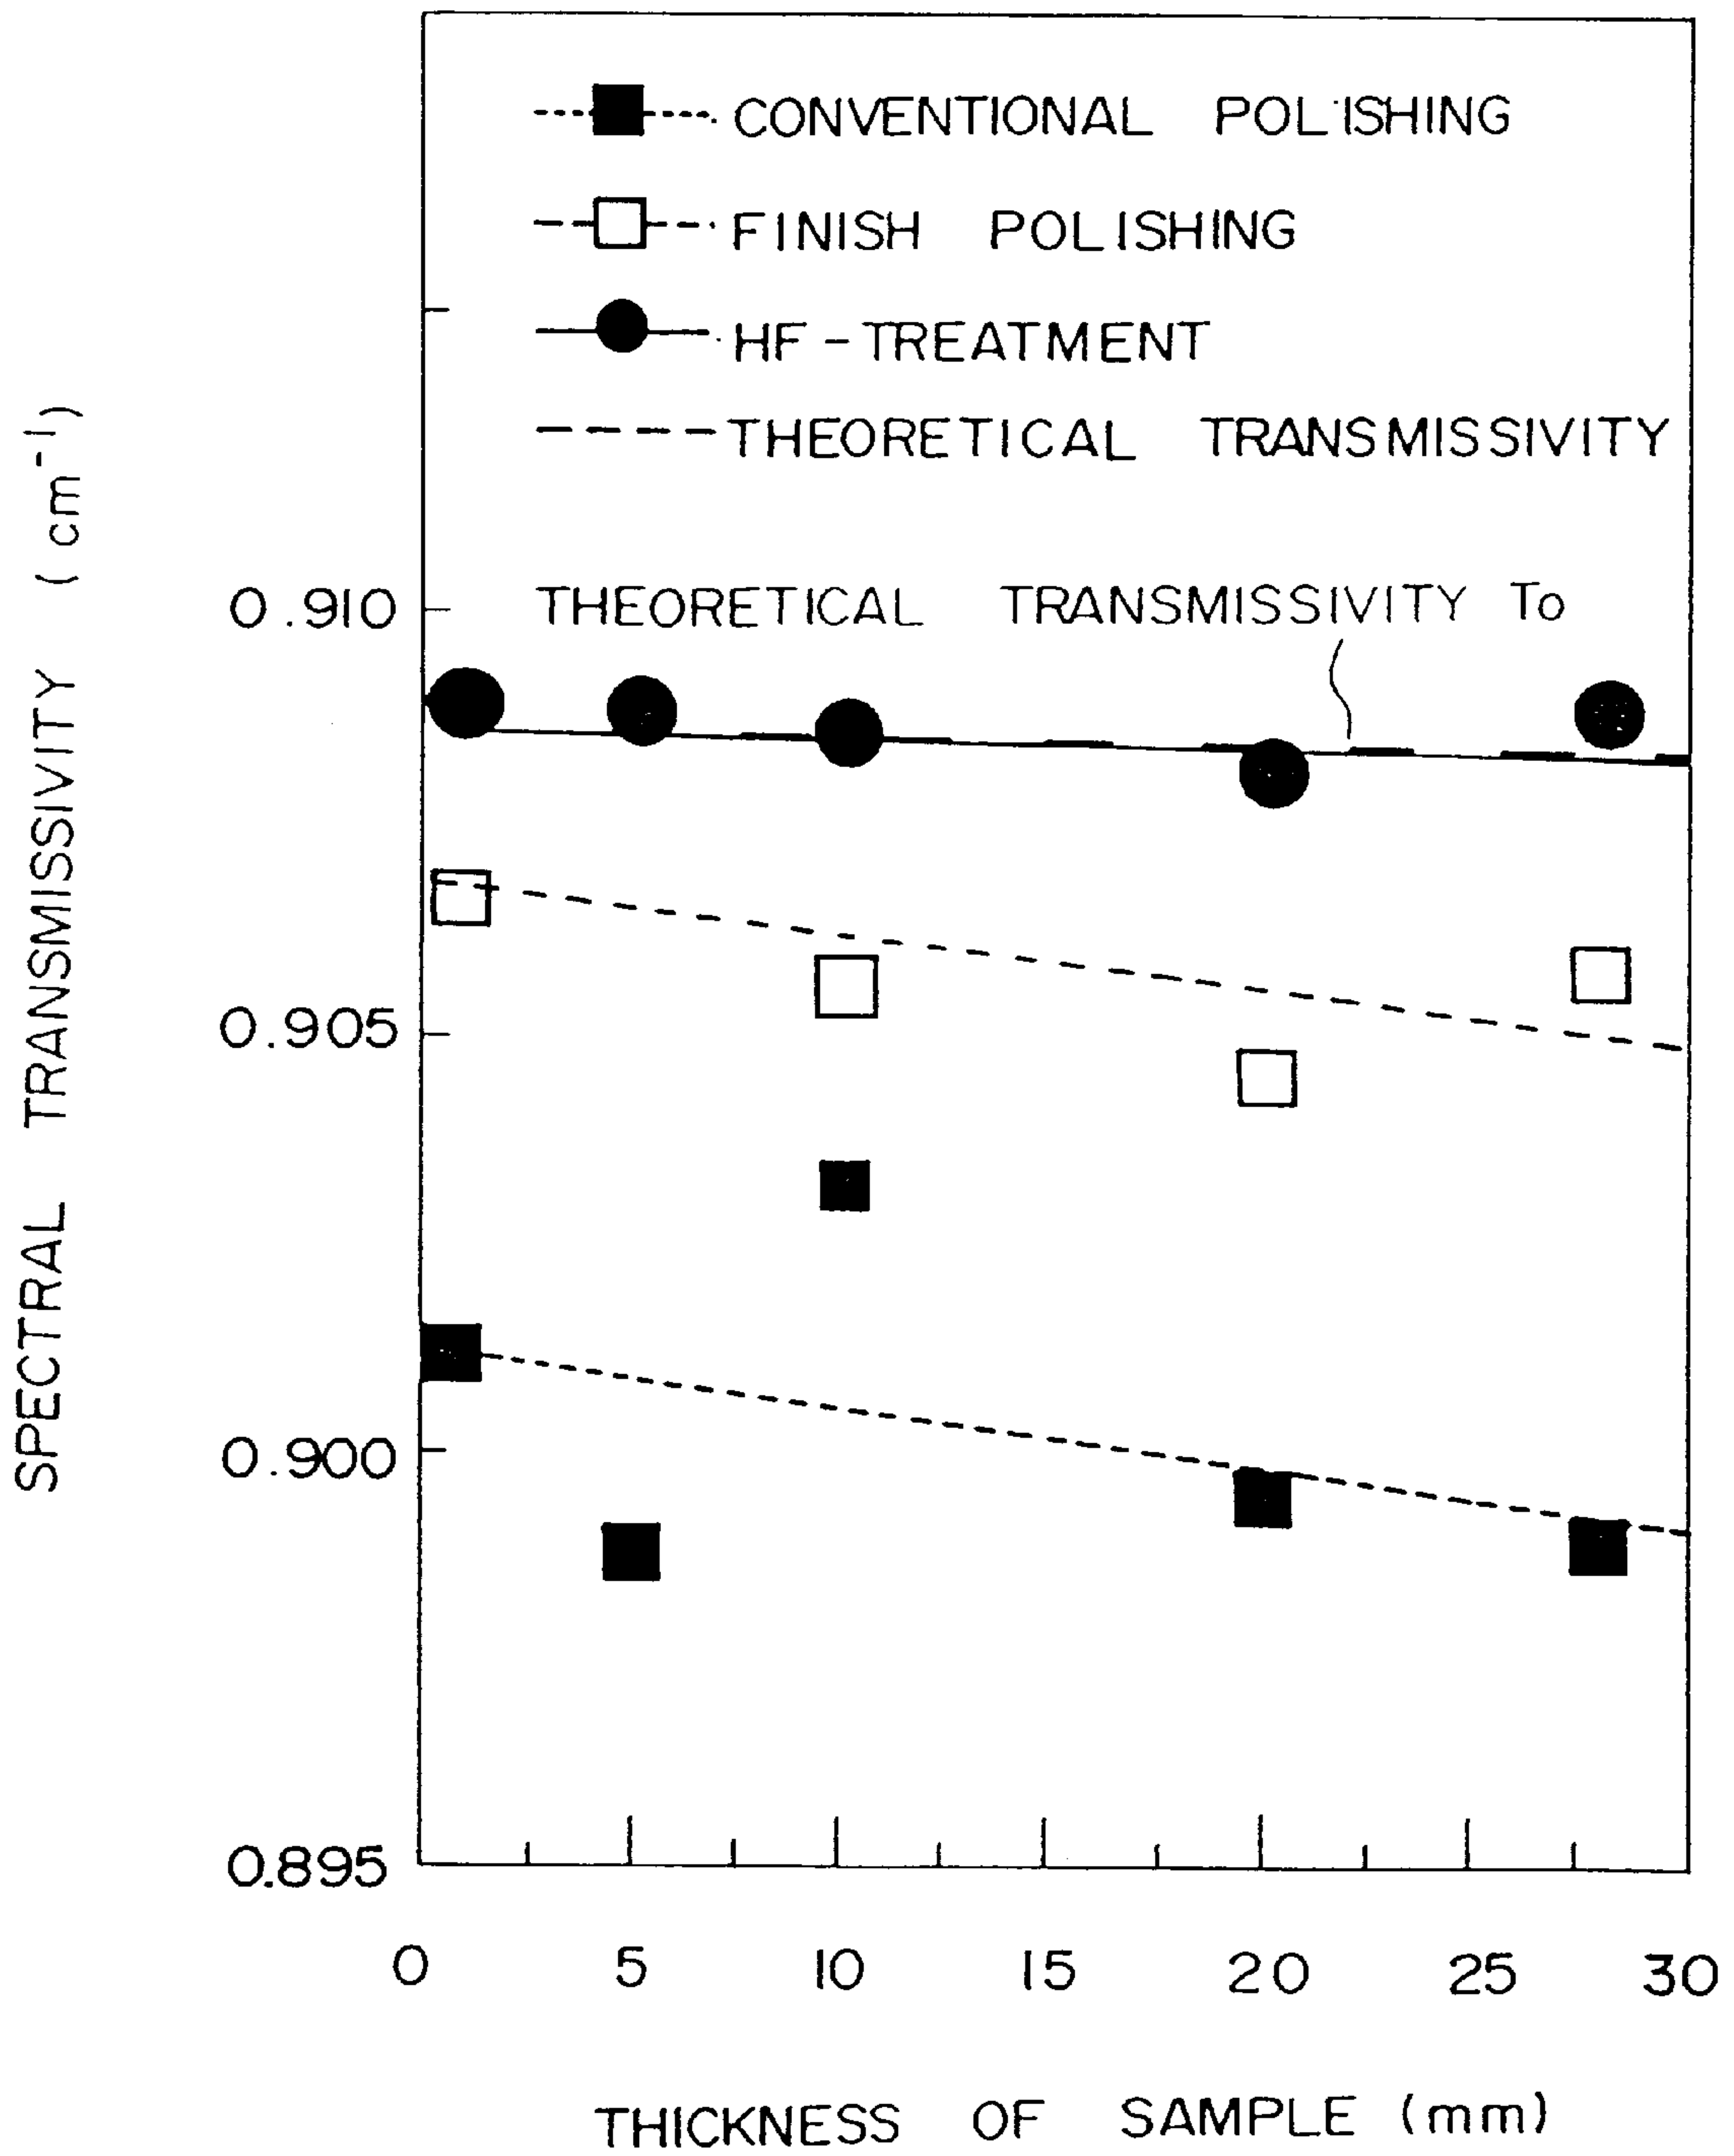 CONVENTIONAL POLISHING
FINISH POLISHING
HF-TREATMENT
THEORETICAL TRANSMISSIVITY
SPECTRAL TRANSMISSIVITY (cm⁻¹)
0.910
THEORETICAL TRANSMISSIVITY To
0.905
0.900
0.895
0 5 10 15 20 25 30
THICKNESS OF SAMPLE (mm)